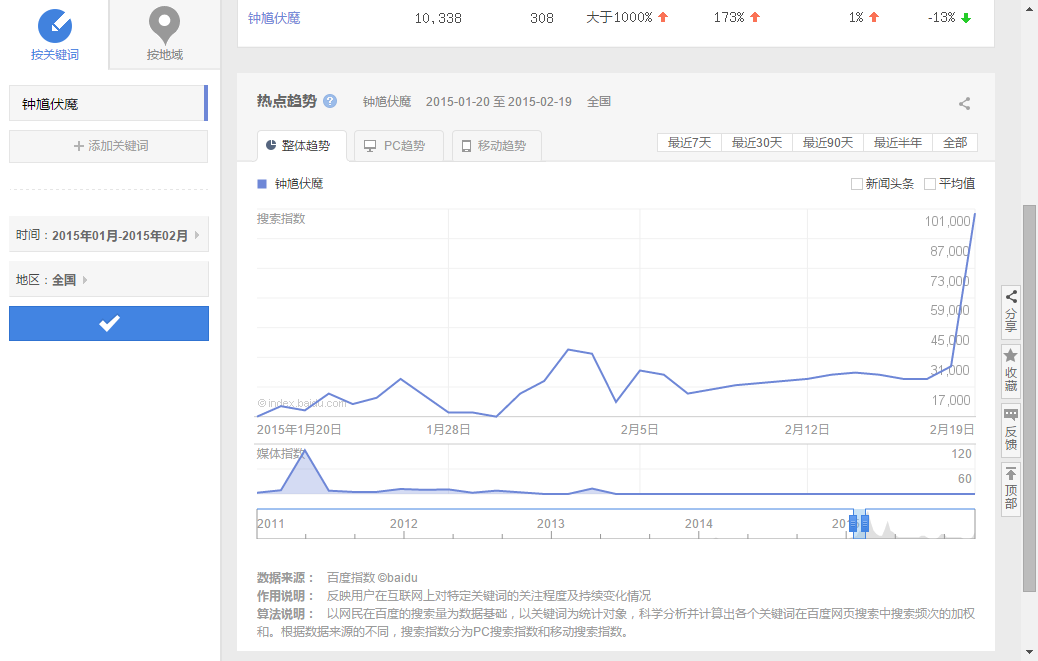 按关键词
按地域
钟馗伏魔
添加关键词
时间：2015年01月-2015年02月
地区：全国
钟馗伏魔 10,338 308 大于1000% 173% 1% -13%
热点趋势 ? 钟馗伏魔 2015-01-20 至 2015-02-19 全国
整体趋势 PC趋势 移动趋势 最近7天 最近30天 最近90天 最近半年 全部
钟馗伏魔 新闻头条 平均值
搜索指数
101,000
87,000
73,000
59,000
45,000
31,000
17,000
©index.baidu.com
2015年1月20日 1月28日 2月5日 2月12日 2月19日
媒体指数 120
60
2011 2012 2013 2014
数据来源： 百度指数 ©baidu
作用说明： 反映用户在互联网上对特定关键词的关注程度及持续变化情况
算法说明： 以网民在百度的搜索量为数据基础，以关键词为统计对象，科学分析并计算出各个关键词在百度网页搜索中搜索频次的加权
和。根据数据来源的不同，搜索指数分为PC搜索指数和移动搜索指数。
分享
收藏
反馈
顶部